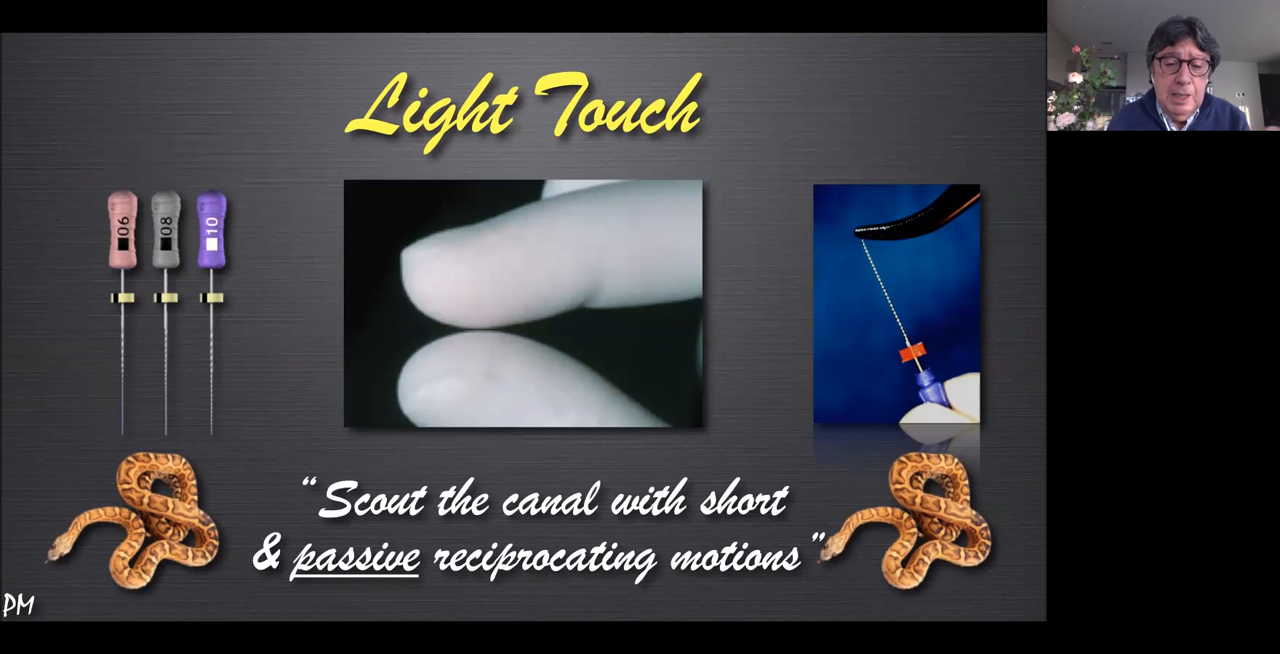 Light Touch
06
08
10
“Scout the canal with short
& passive reciprocating motions”
PM